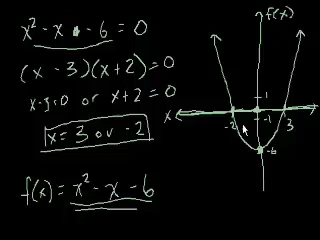 x² - x - 6 = 0
(x - 3)(x + 2) = 0
x - 3 = 0 or x + 2 = 0
x = 3 or -2
f(x) = x² - x - 6
f(x)
x
1
-1
-2
3
-6